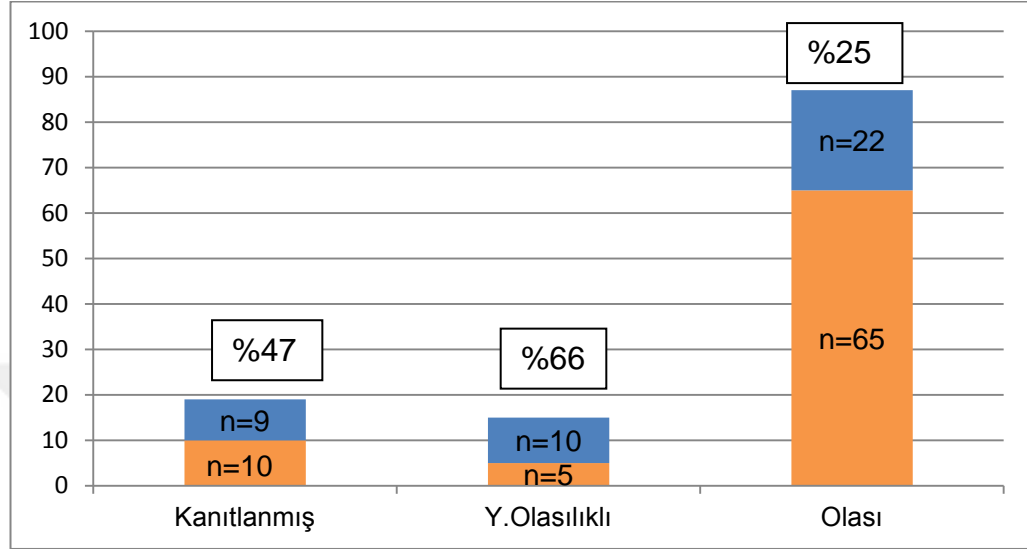 100
90
80
70
60
50
40
30
20
10
0
%47
%66
%25
n=9
n=10
n=10
n=5
n=22
n=65
Kanıtlanmış
Y.Olasılıklı
Olası